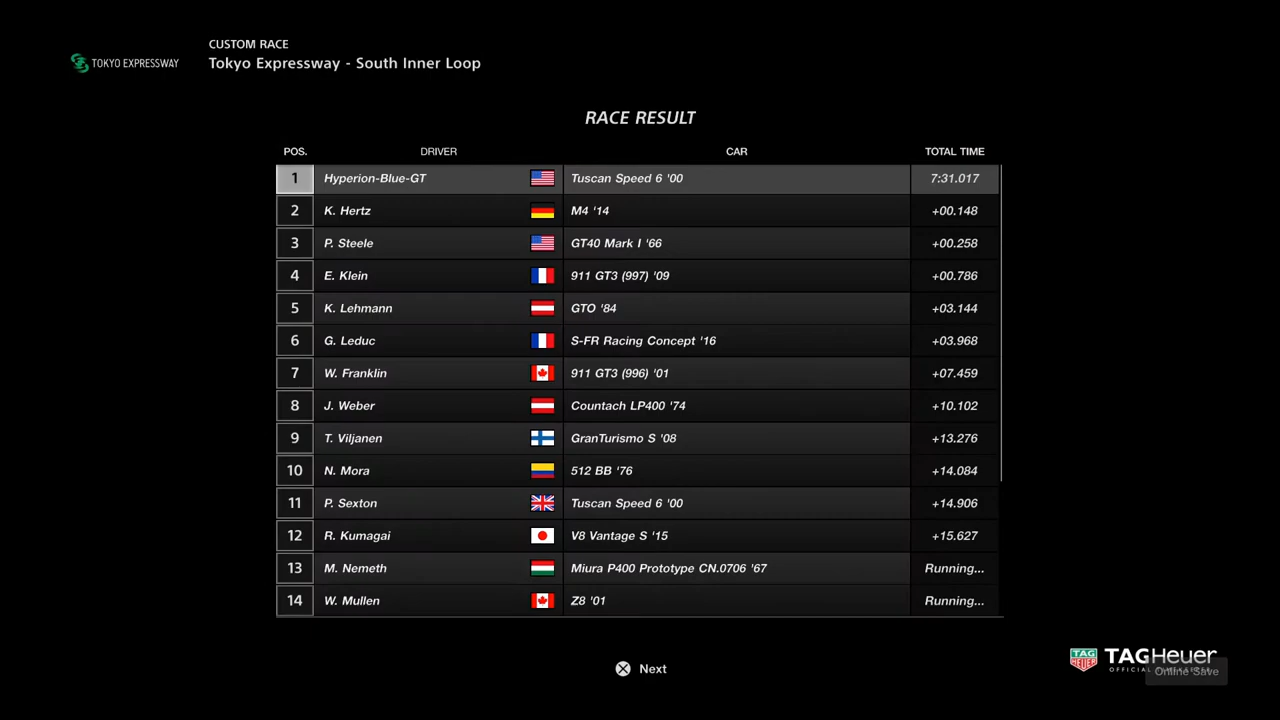 CUSTOM RACE
TOKYO EXPRESSWAY
Tokyo Expressway - South Inner Loop
RACE RESULT
POS. DRIVER CAR TOTAL TIME
1 Hyperion-Blue-GT Tuscan Speed 6 '00 7:31.017
2 K. Hertz M4 '14 +00.148
3 P. Steele GT40 Mark I '66 +00.258
4 E. Klein 911 GT3 (997) '09 +00.786
5 K. Lehmann GTO '84 +03.144
6 G. Leduc S-FR Racing Concept '16 +03.968
7 W. Franklin 911 GT3 (996) '01 +07.459
8 J. Weber Countach LP400 '74 +10.102
9 T. Viljanen GranTurismo S '08 +13.276
10 N. Mora 512 BB '76 +14.084
11 P. Sexton Tuscan Speed 6 '00 +14.906
12 R. Kumagai V8 Vantage S '15 +15.627
13 M. Nemeth Miura P400 Prototype CN.0706 '67 Running...
14 W. Mullen Z8 '01 Running...
Next
TAG HEUER TAGHeuer
OFFICIAL
Online Save